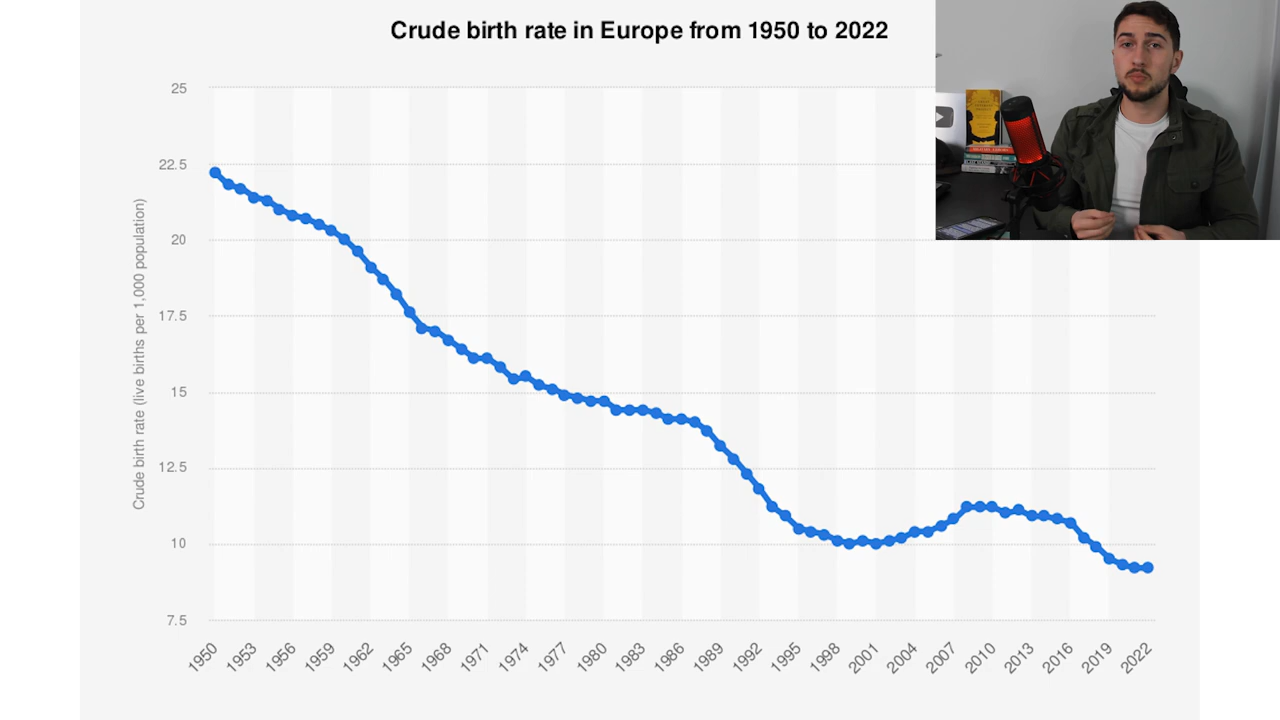 Crude birth rate in Europe from 1950 to 2022
Crude birth rate (live births per 1,000 population)
25
22.5
20
17.5
15
12.5
10
7.5
1950 1953 1956 1959 1962 1965 1968 1971 1974 1977 1980 1983 1986 1989 1992 1995 1998 2001 2004 2007 2010 2013 2016 2019 2022